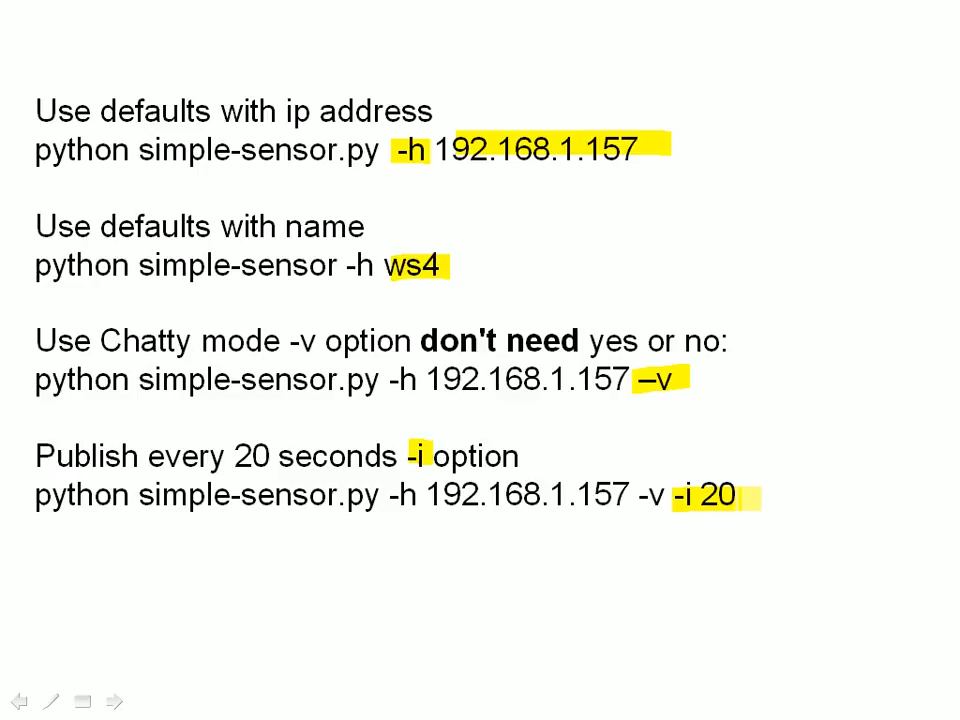 Use defaults with ip address
python simple-sensor.py -h 192.168.1.157
Use defaults with name
python simple-sensor -h ws4
Use Chatty mode -v option don't need yes or no:
python simple-sensor.py -h 192.168.1.157 –v
Publish every 20 seconds -i option
python simple-sensor.py -h 192.168.1.157 -v -i 20